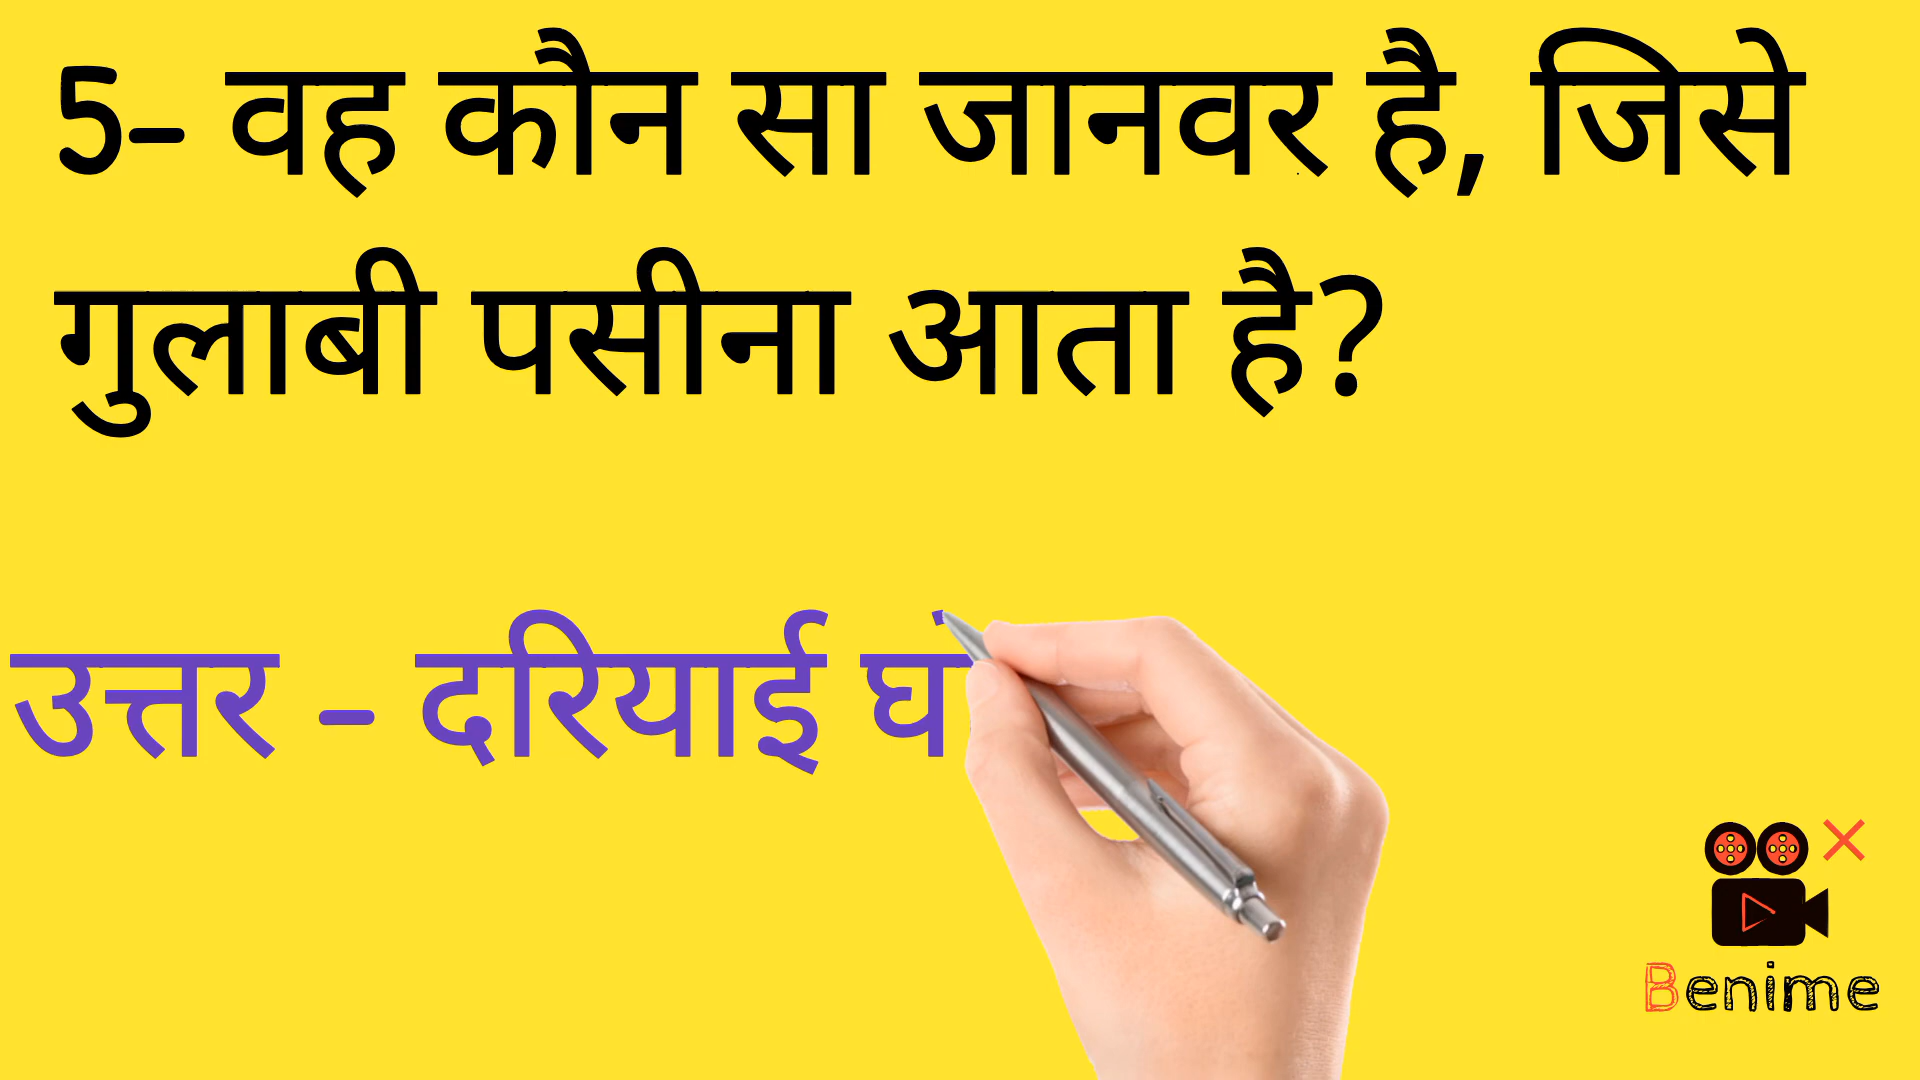 5- वह कौन सा जानवर है, जिसे
गुलाबी पसीना आता है?
उत्तर - दरियाई
Benime